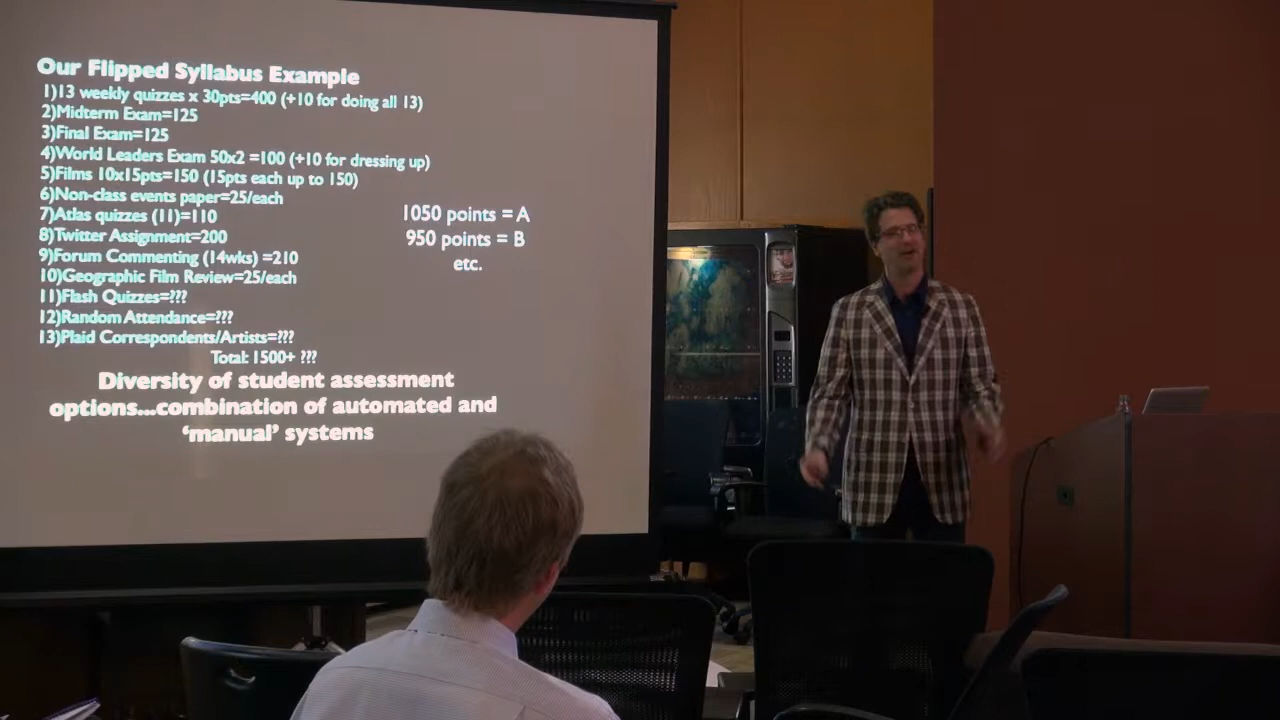 Our Flipped Syllabus Example
1)13 weekly quizzes x 30pts=400 (+10 for doing all 13)
2)Midterm Exam=125
3)Final Exam=125
4)World Leaders Exam 50x2 =100 (+10 for dressing up)
5)Films 10x15pts=150 (15pts each up to 150)
6)Non-class events paper=25/each
7)Atlas quizzes (11)=110
8)Twitter Assignment=200
9)Forum Commenting (14wks) =210
10)Geographic Film Review=25/each
11)Flash Quizzes=???
12)Random Attendance=???
13)Plaid Correspondents/Artists=???
Total: 1500+ ???
1050 points = A
950 points = B
etc.
Diversity of student assessment
options...combination of automated and
‘manual’ systems